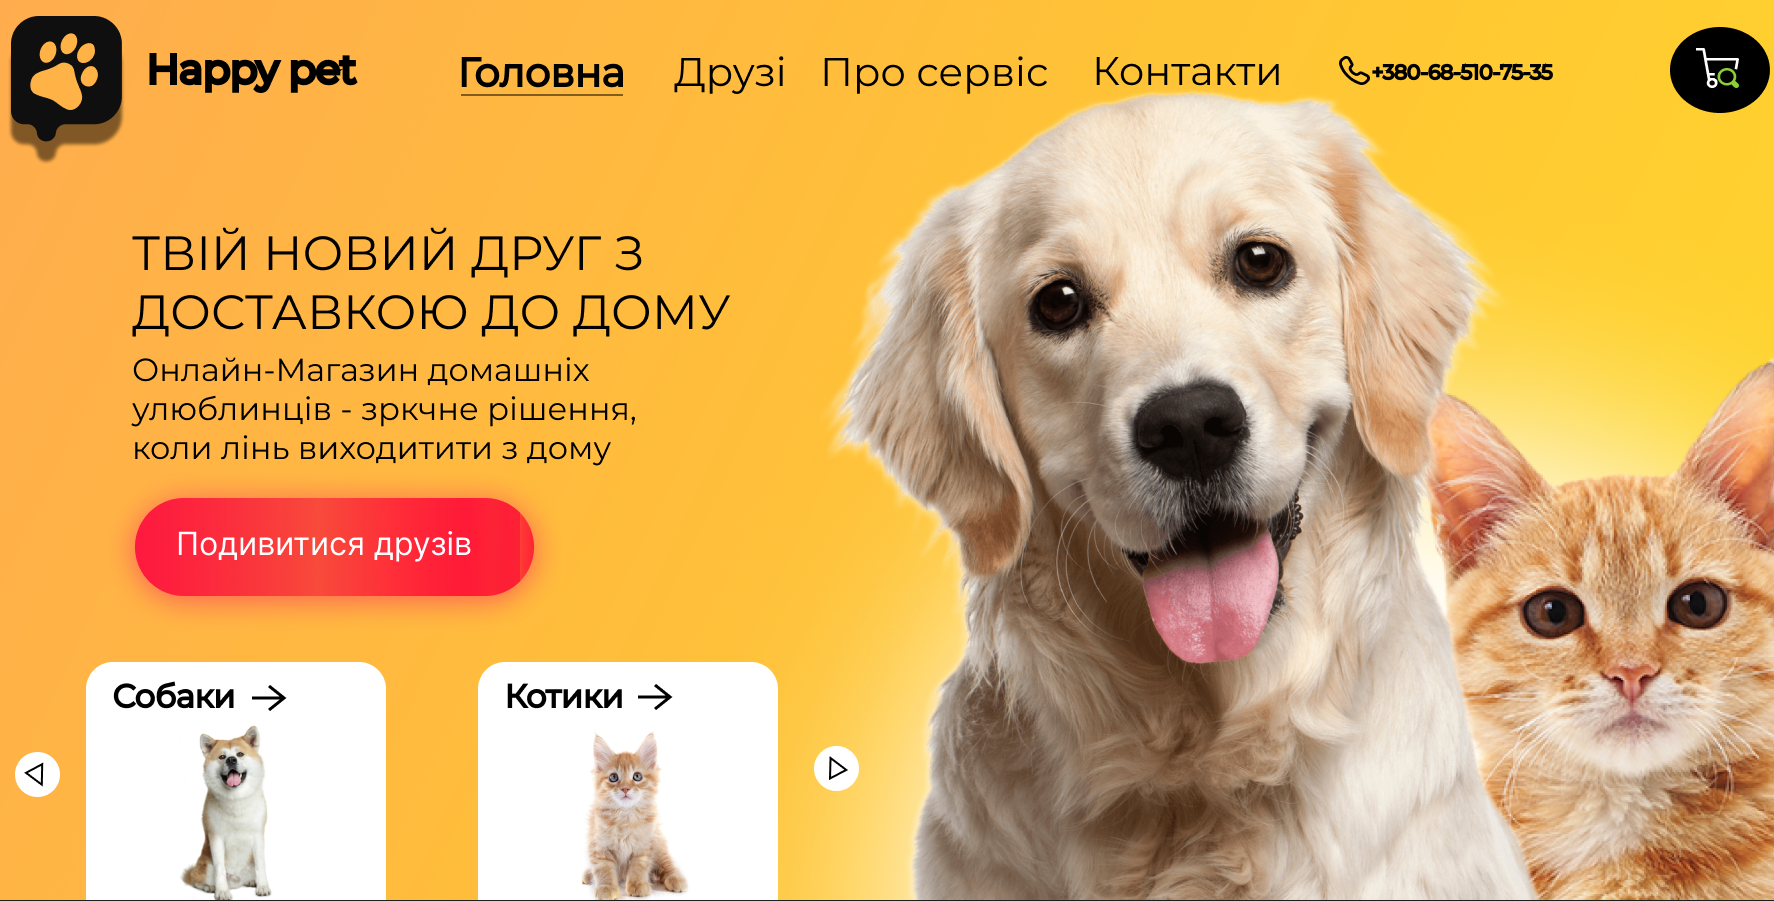 Happy pet
Головна
Друзі
Про сервіс
Контакти
+380-68-510-75-35
ТВІЙ НОВИЙ ДРУГ З
ДОСТАВКОЮ ДО ДОМУ
Онлайн-Магазин домашніх
улюблинців - зркчне рішення,
коли лінь виходитити з дому
Подивитися друзів
Собаки
Котики